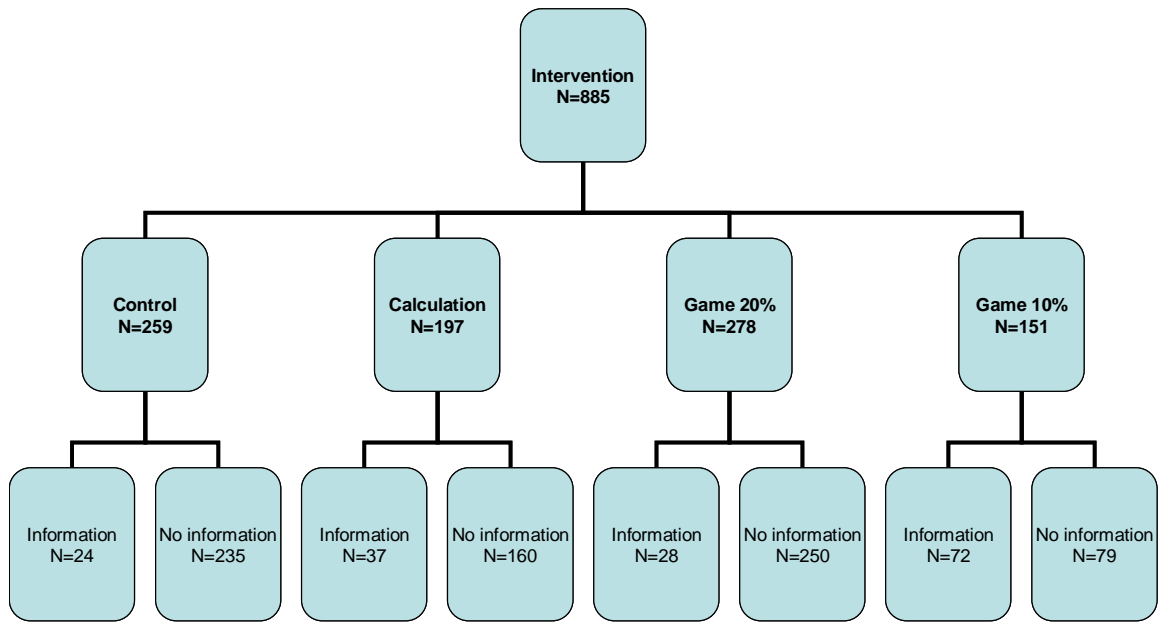 Intervention
N=885
Control
N=259
Calculation
N=197
Game 20%
N=278
Game 10%
N=151
Information
N=24
No information
N=235
Information
N=37
No information
N=160
Information
N=28
No information
N=250
Information
N=72
No information
N=79